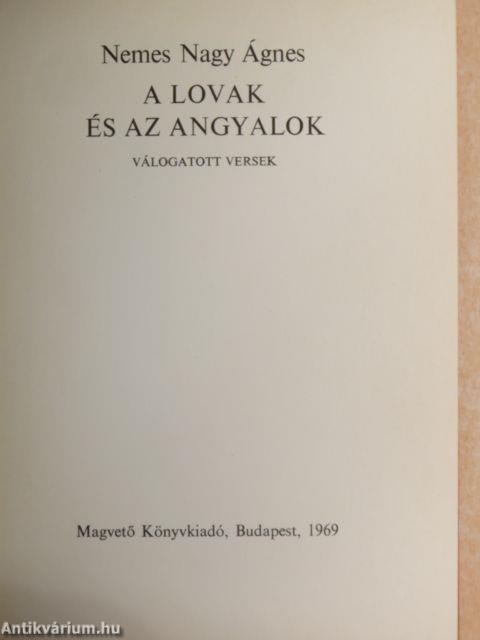 Nemes Nagy Ágnes
A LOVAK
ÉS AZ ANGYALOK
VÁLOGATOTT VERSEK
Magvető Könyvkiadó, Budapest, 1969
Antikvárium.hu